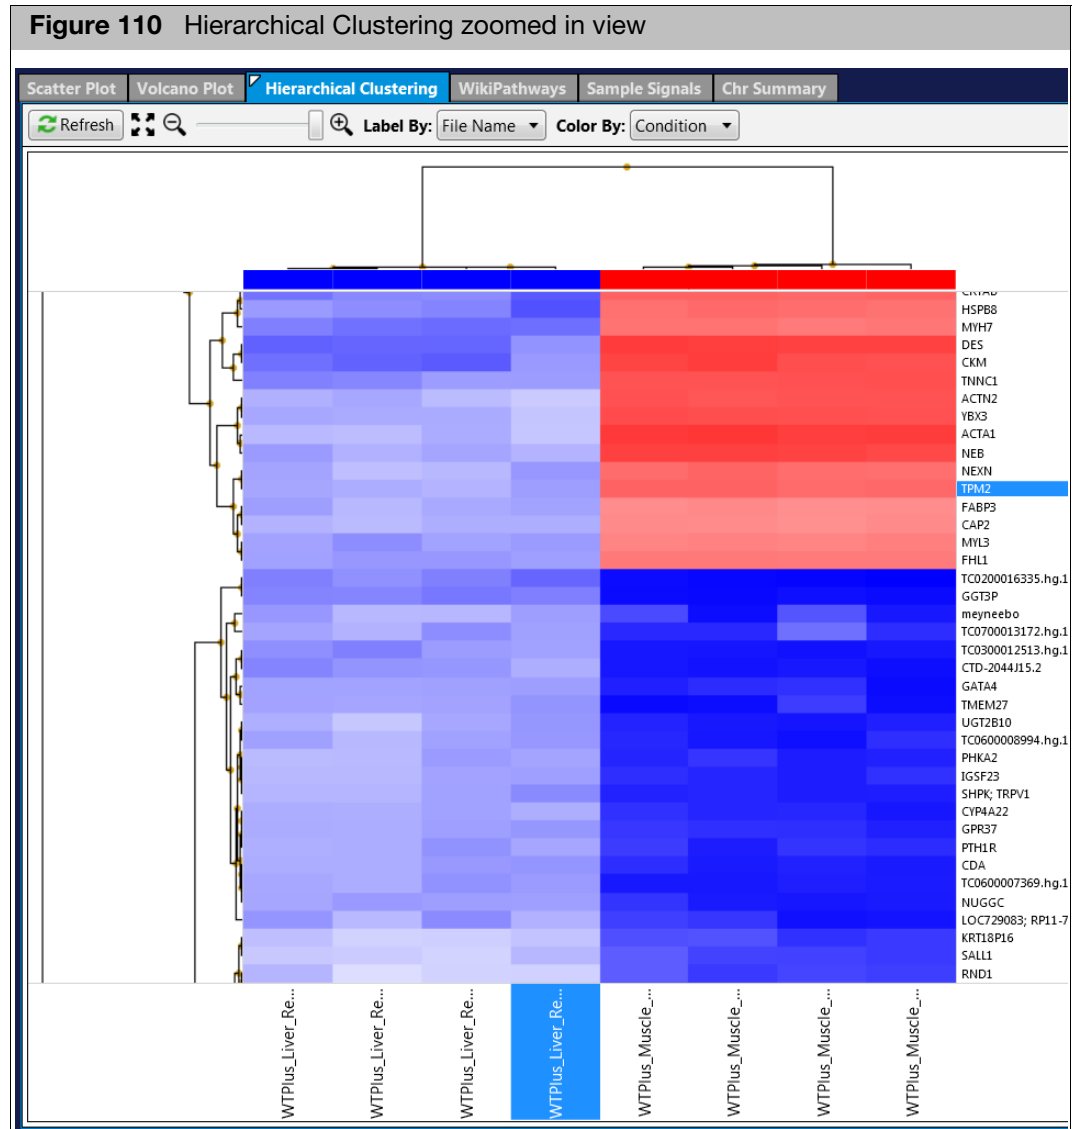 Figure 110 Hierarchical Clustering zoomed in view
Scatter Plot Volcano Plot Hierarchical Clustering WikiPathways Sample Signals Chr Summary
Refresh Label By: File Name Color By: Condition
HSPB8
MYH7
DES
CKM
TNNC1
ACTN2
YBX3
ACTA1
NEB
NEXN
TPM2
FABP3
CAP2
MYL3
FHL1
TC0200016335.hg.1
GGT3P
meyneebo
TC0700013172.hg.1
TC0300012513.hg.1
CTD-2044J15.2
GATA4
TMEM27
UGT2B10
TC0600008994.hg.1
PHKA2
IGSF23
SHPK; TRPV1
CYP4A22
GPR37
PTH1R
CDA
TC0600007369.hg.1
NUGGC
LOC729083; RP11-7
KRT18P16
SALL1
RND1
WTPlus_Liver_Re...
WTPlus_Liver_Re...
WTPlus_Liver_Re...
WTPlus_Liver_Re...
WTPlus_Muscle_...
WTPlus_Muscle_...
WTPlus_Muscle_...
WTPlus_Muscle_...